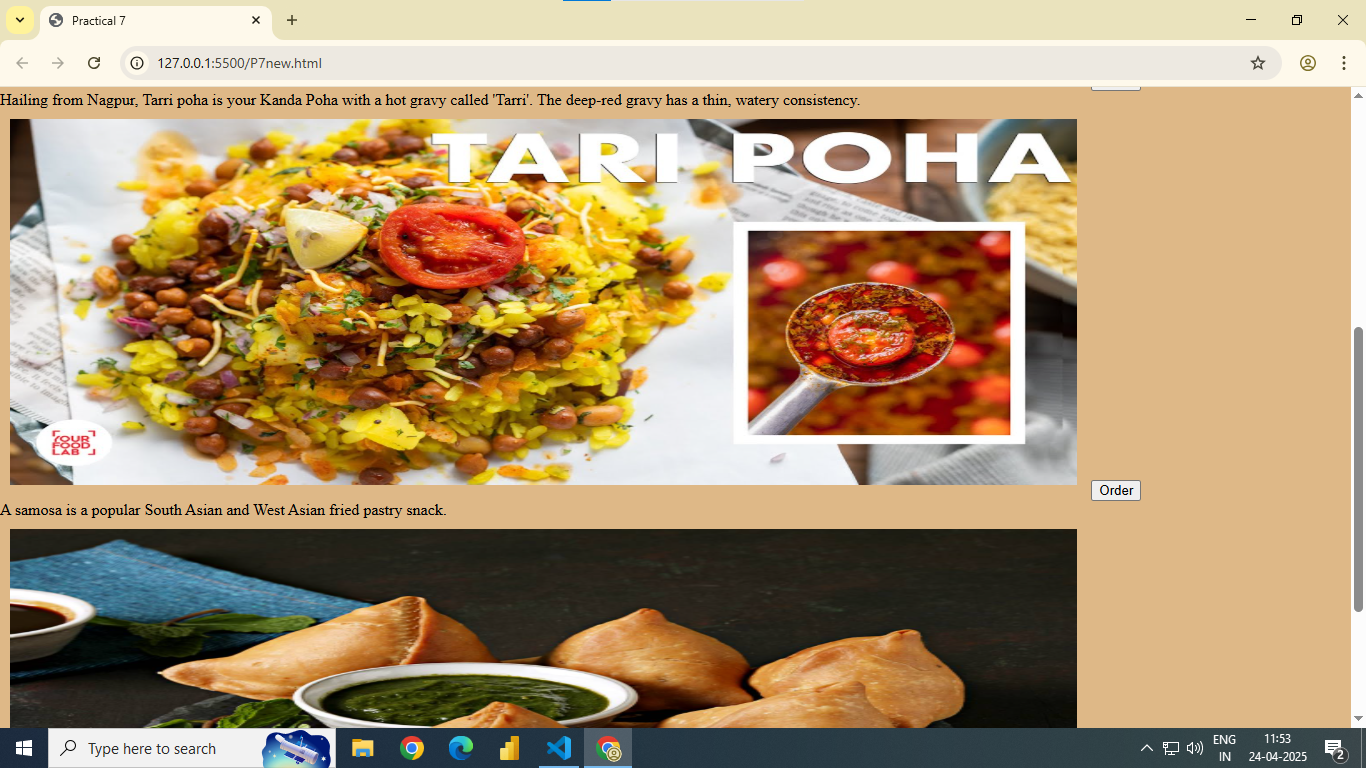 Practical 7
127.0.0.1:5500/P7new.html
Hailing from Nagpur, Tarri poha is your Kanda Poha with a hot gravy called 'Tarri'. The deep-red gravy has a thin, watery consistency.
TARI POHA
YOUR
FOOD
LAB
Order
A samosa is a popular South Asian and West Asian fried pastry snack.
Type here to search
ENG
IN
11:53
24-04-2025
2